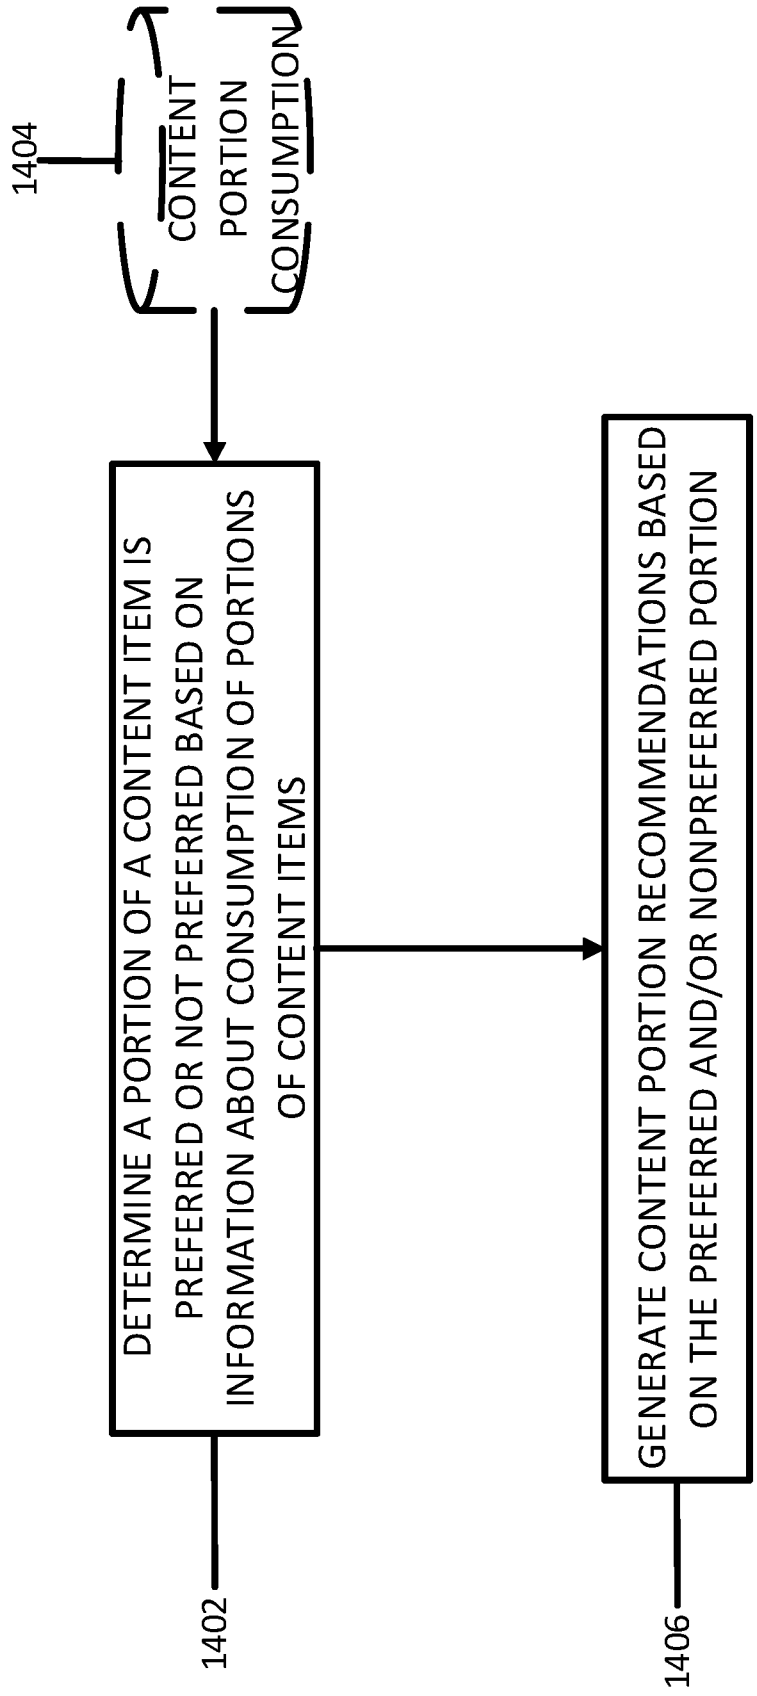 1404
CONTENT
PORTION
CONSUMPTION
DETERMINE A PORTION OF A CONTENT ITEM IS
PREFERRED OR NOT PREFERRED BASED ON
INFORMATION ABOUT CONSUMPTION OF PORTIONS
OF CONTENT ITEMS
1402
GENERATE CONTENT PORTION RECOMMENDATIONS BASED
ON THE PREFERRED AND/OR NONPREFERRED PORTION
1406